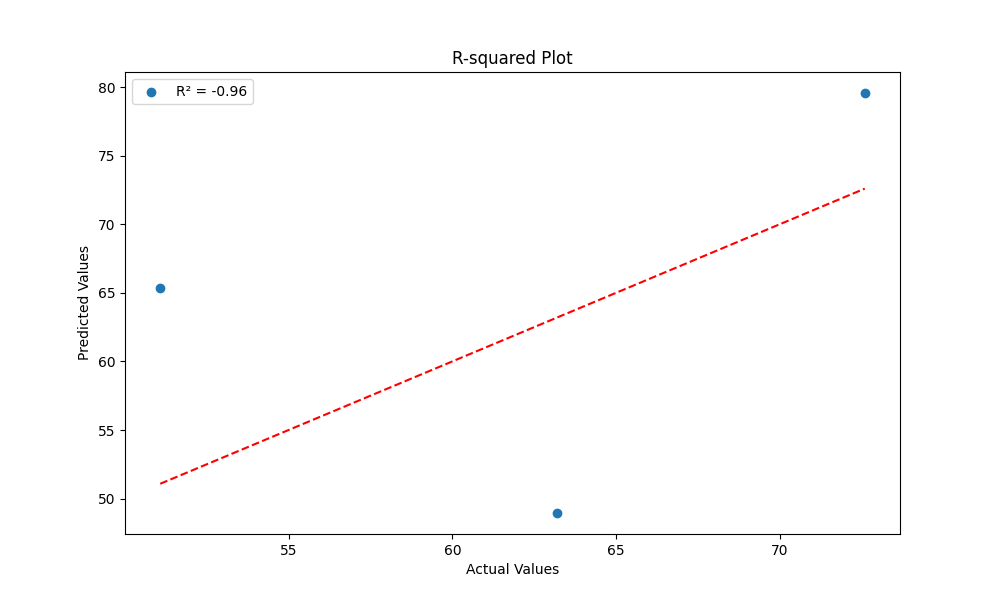 R-squared Plot
R² = -0.96
80
75
70
65
60
55
50
Predicted Values
55
60
65
70
Actual Values